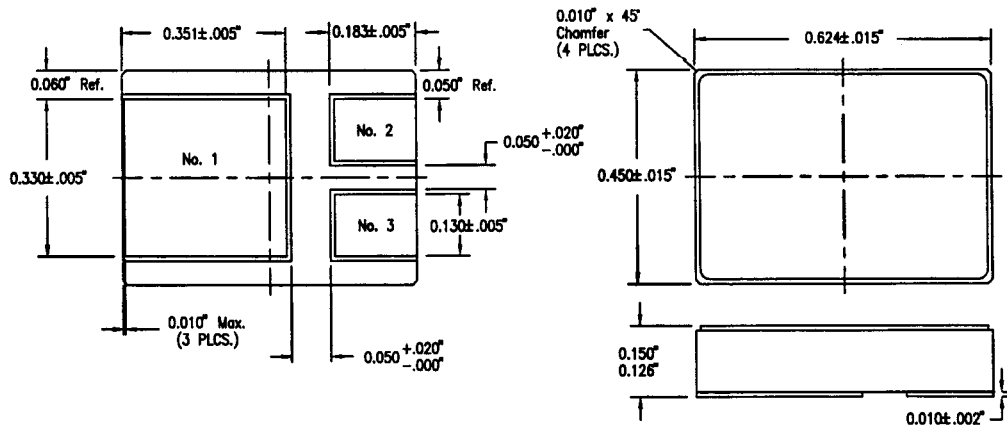 0.351±.005"
0.183±.005"
0.060" Ref.
0.050" Ref.
No. 1
No. 2
0.050 +.020"
-.000"
0.330±.005"
No. 3
0.130±.005"
0.010" Max.
(3 PLCS.)
0.050 +.020"
-.000"
0.010" x 45°
Chamfer
(4 PLCS.)
0.624±.015"
0.450±.015"
0.150"
0.126"
0.010±.002"